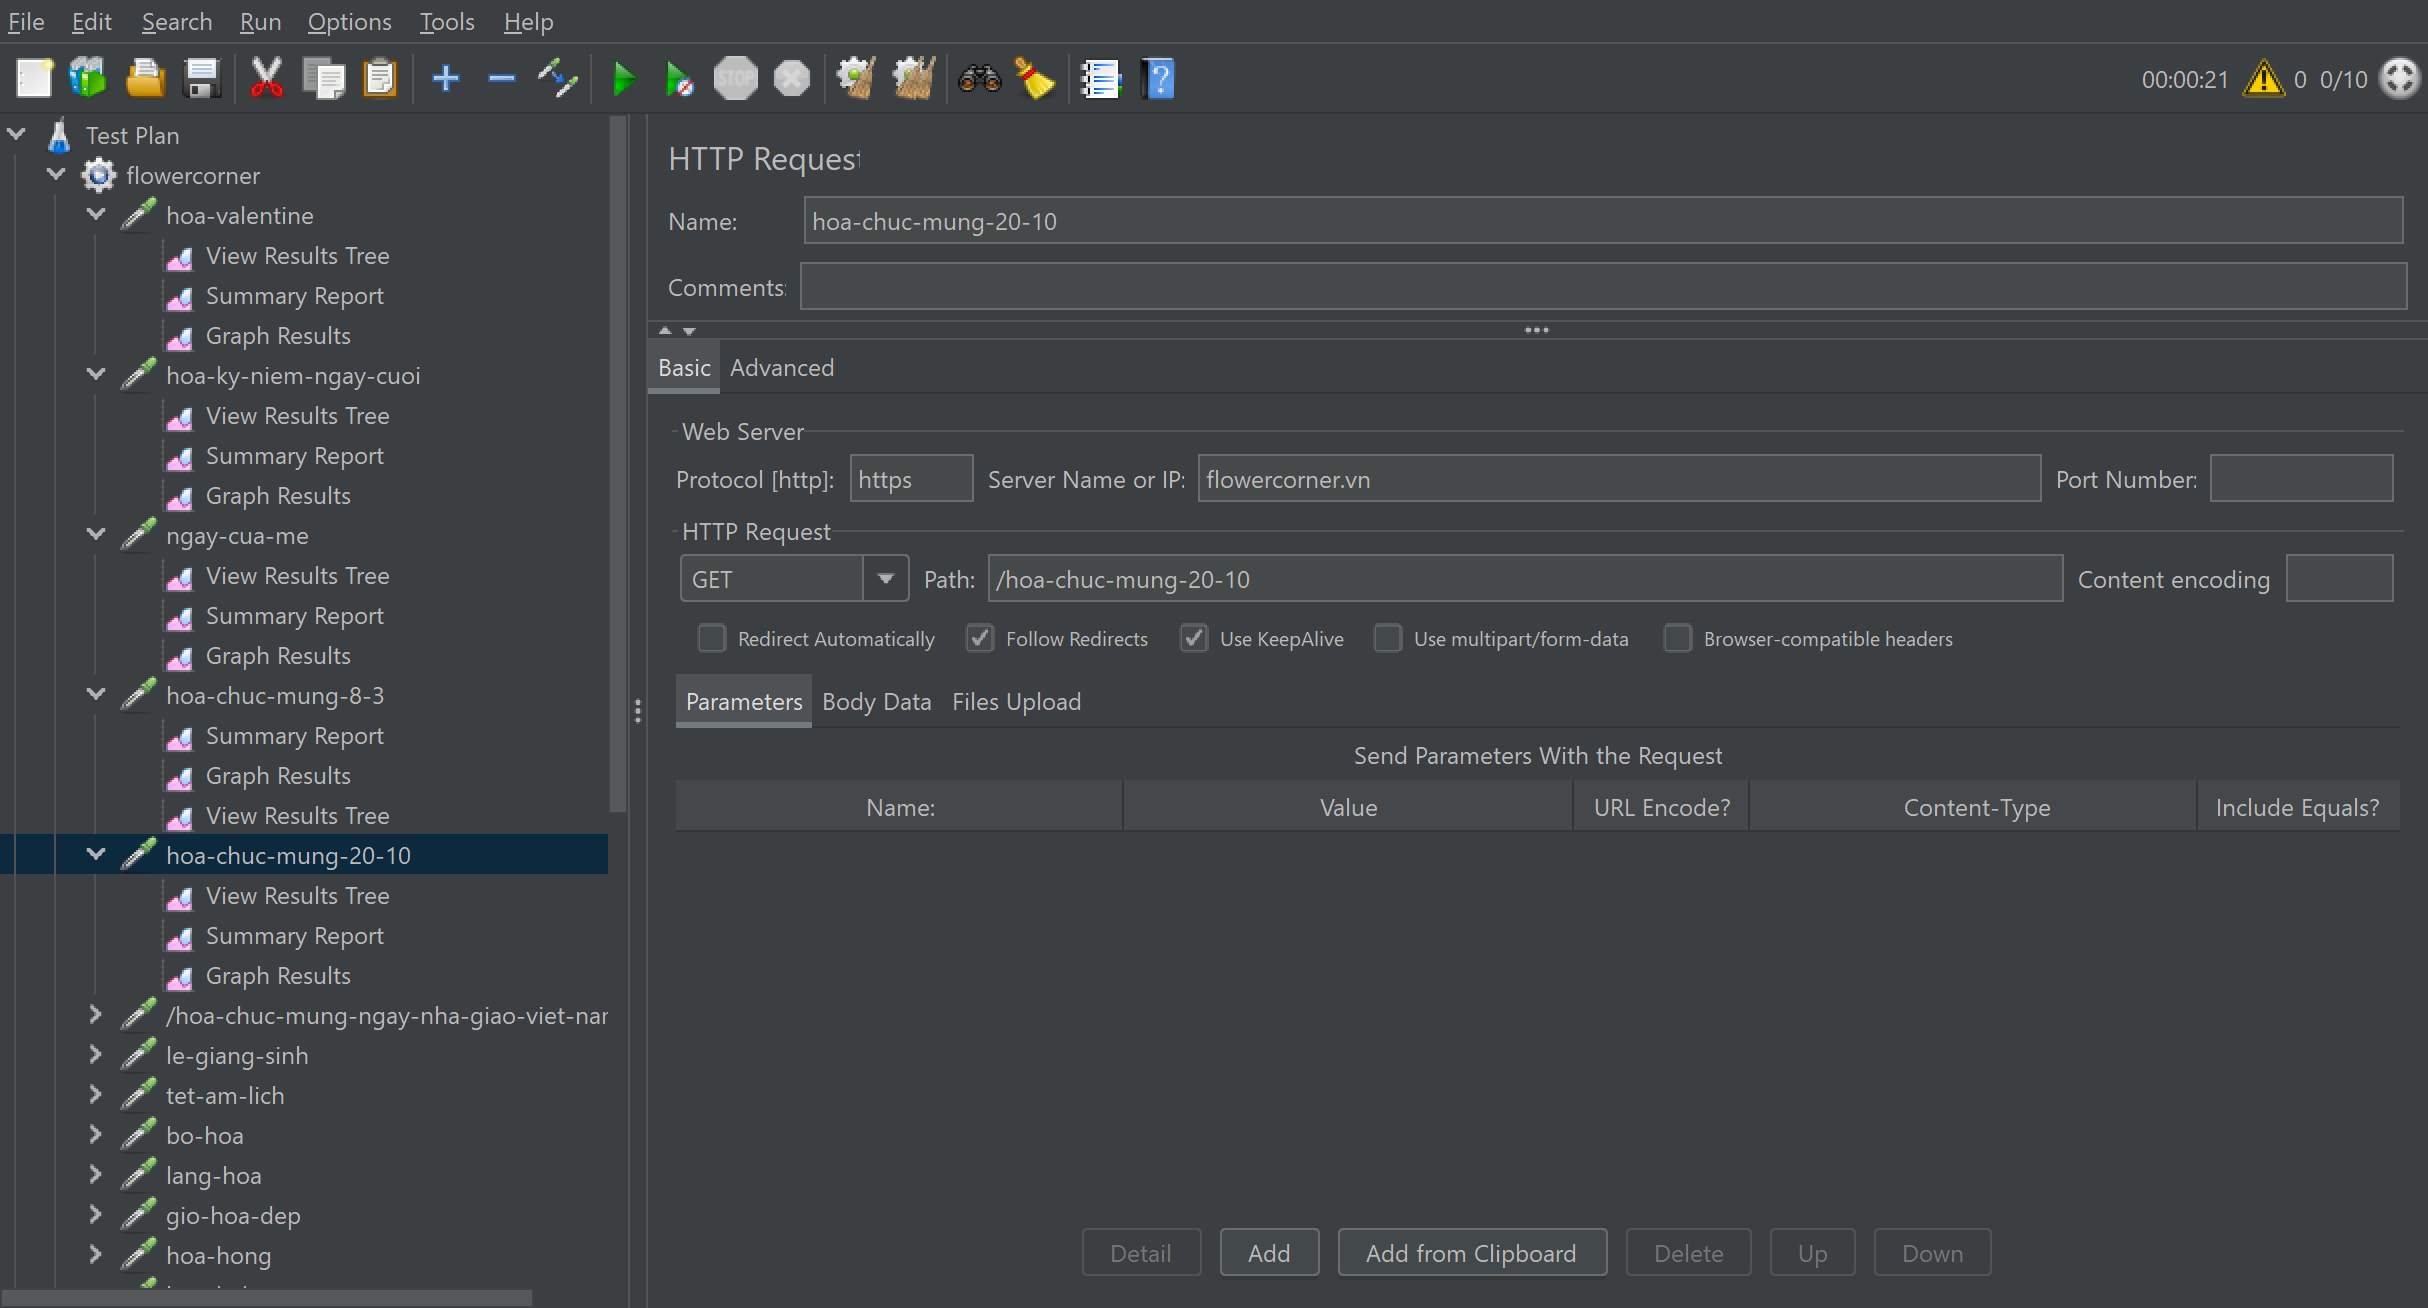 File Edit Search Run Options Tools Help
STOP
00:00:21 0 0/10
Test Plan
flowercorner
hoa-valentine
View Results Tree
Summary Report
Graph Results
hoa-ky-niem-ngay-cuoi
View Results Tree
Summary Report
Graph Results
ngay-cua-me
View Results Tree
Summary Report
Graph Results
hoa-chuc-mung-8-3
Summary Report
Graph Results
View Results Tree
hoa-chuc-mung-20-10
View Results Tree
Summary Report
Graph Results
/hoa-chuc-mung-ngay-nha-giao-viet-nar
le-giang-sinh
tet-am-lich
bo-hoa
lang-hoa
gio-hoa-dep
hoa-hong
HTTP Request
Name: hoa-chuc-mung-20-10
Comments:
Basic Advanced
Web Server
Protocol [http]: https Server Name or IP: flowercorner.vn Port Number:
HTTP Request
GET Path: /hoa-chuc-mung-20-10 Content encoding
Redirect Automatically Follow Redirects Use KeepAlive Use multipart/form-data Browser-compatible headers
Parameters Body Data Files Upload
Send Parameters With the Request
Name: Value URL Encode? Content-Type Include Equals?
Detail Add Add from Clipboard Delete Up Down